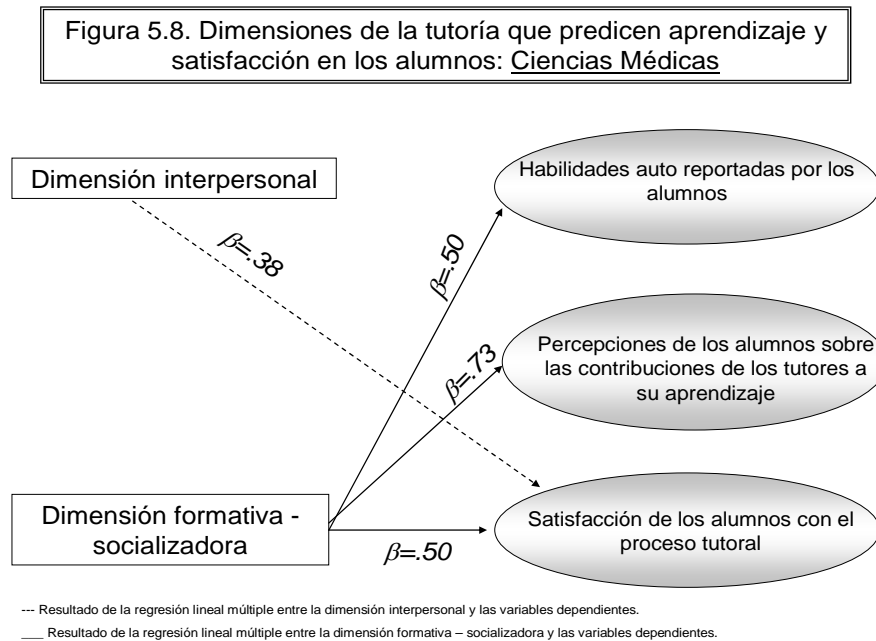 Figura 5.8. Dimensiones de la tutoría que predicen aprendizaje y
satisfacción en los alumnos: Ciencias Médicas
Dimensión interpersonal
Habilidades auto reportadas por los
alumnos
β=.38
β=.50
β=.73
Percepciones de los alumnos sobre
las contribuciones de los tutores a
su aprendizaje
Dimensión formativa -
socializadora
β=.50
Satisfacción de los alumnos con el
proceso tutoral
--- Resultado de la regresión lineal múltiple entre la dimensión interpersonal y las variables dependientes.
___ Resultado de la regresión lineal múltiple entre la dimensión formativa – socializadora y las variables dependientes.